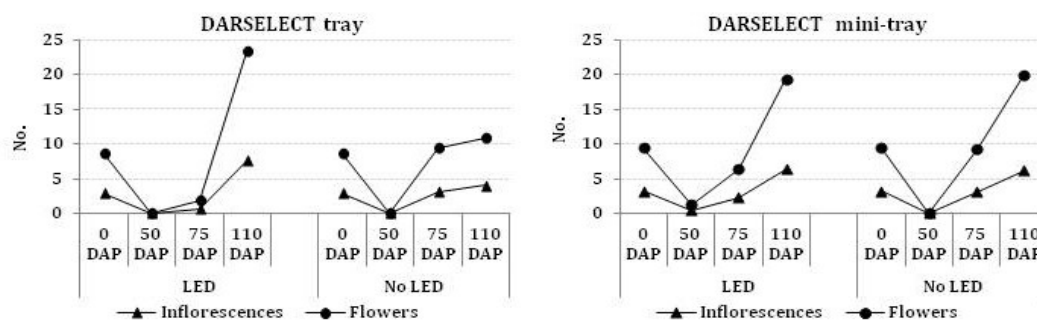 DARSELECT tray
25
20
15
10
5
0
No.
0 50 75 110 0 50 75 110
DAP DAP DAP DAP DAP DAP DAP DAP
LED No LED
Inflorescences Flowers
DARSELECT mini-tray
25
20
15
10
5
0
No.
0 50 75 110 0 50 75 110
DAP DAP DAP DAP DAP DAP DAP DAP
LED No LED
Inflorescences Flowers